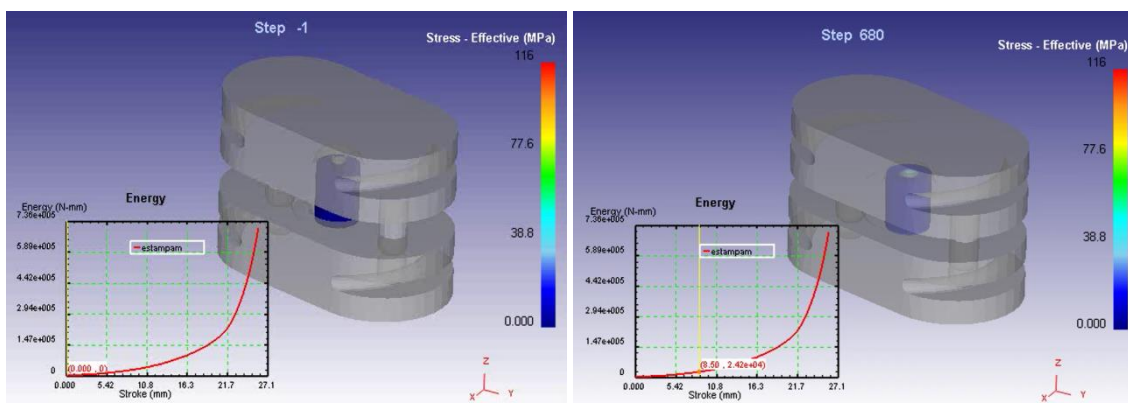 Step -1
Stress - Effective (MPa)
116
77.6
38.8
0.000
Energy
Energy (N-mm)
7.36e+005
5.89e+005
4.42e+005
2.94e+005
1.47e+005
0
estampam
(0.000 , 0)
0.000 5.42 10.8 16.3 21.7 27.1
Stroke (mm)
Z
X Y
Step 680
Stress - Effective (MPa)
116
77.6
38.8
0.000
Energy
Energy (N-mm)
7.36e+005
5.89e+005
4.42e+005
2.94e+005
1.47e+005
0
estampam
(8.50 , 2.42e+04)
0.000 5.42 10.8 16.3 21.7 27.1
Stroke (mm)
Z
X Y